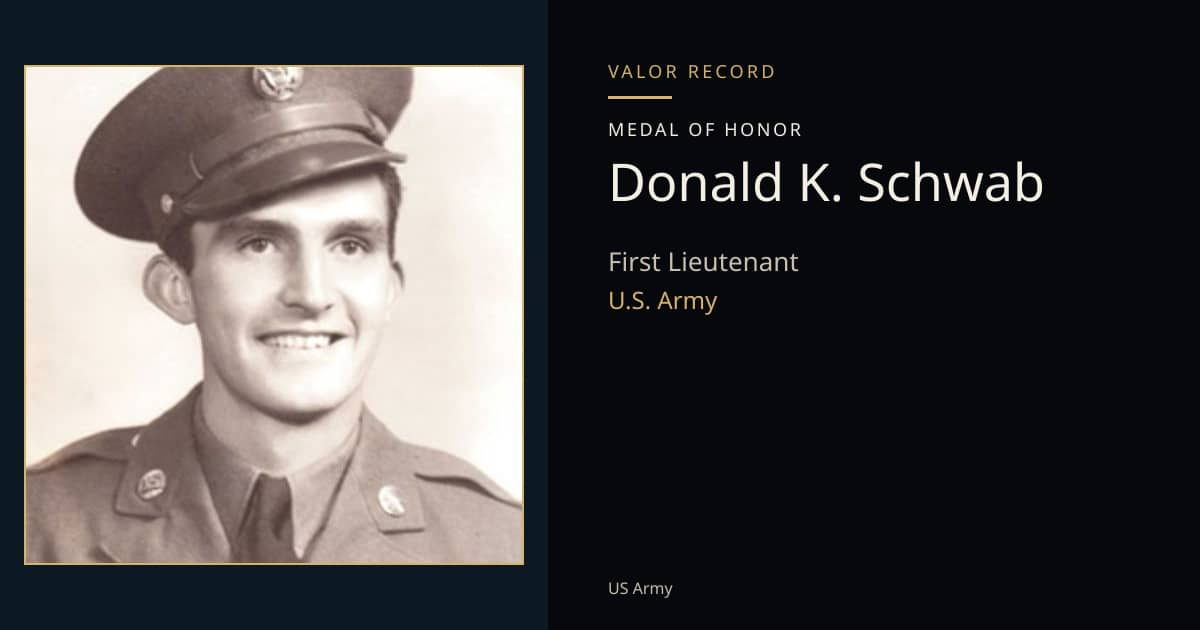 VALOR RECORD
MEDAL OF HONOR
Donald K. Schwab
First Lieutenant
U.S. Army
US Army